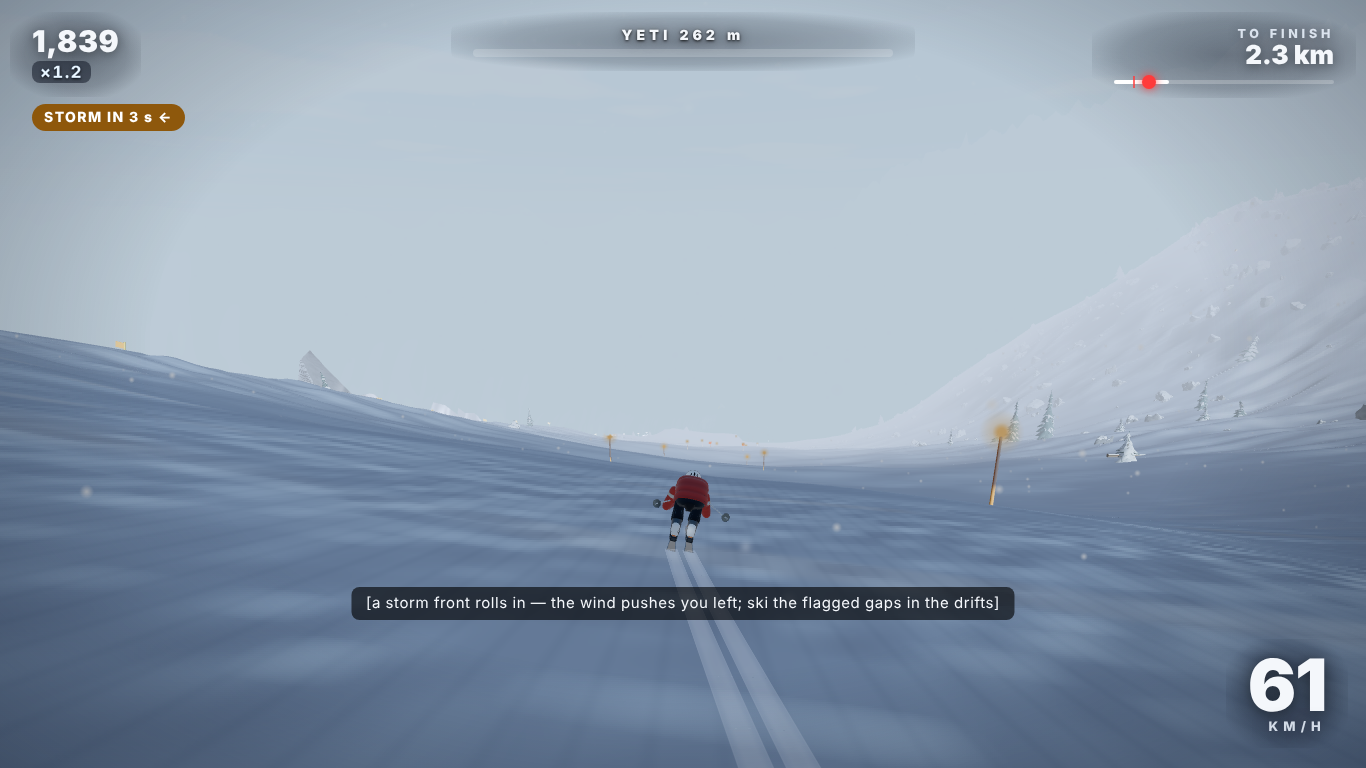 1,839
×1.2
STORM IN 3 s ←
YETI 262 m
TO FINISH
2.3 km
[a storm front rolls in — the wind pushes you left; ski the flagged gaps in the drifts]
61
KM/H